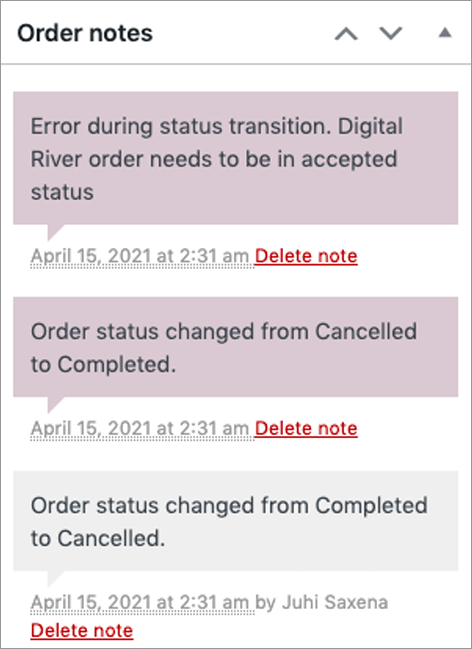 Order notes
Error during status transition. Digital
River order needs to be in accepted
status
April 15, 2021 at 2:31 am Delete note
Order status changed from Cancelled
to Completed.
April 15, 2021 at 2:31 am Delete note
Order status changed from Completed
to Cancelled.
April 15, 2021 at 2:31 am by Juhi Saxena
Delete note